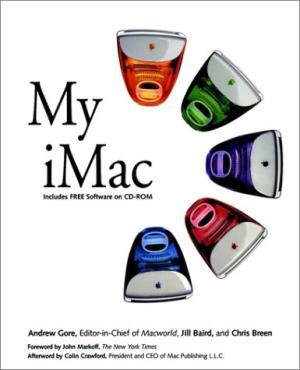 My
iMac
Includes FREE Software on CD-ROM
Andrew Gore, Editor-in-Chief of Macworld, Jill Baird, and Chris Breen
Foreword by John Markoff, The New York Times
Afterword by Colin Crawford, President and CEO of Mac Publishing L.L.C.